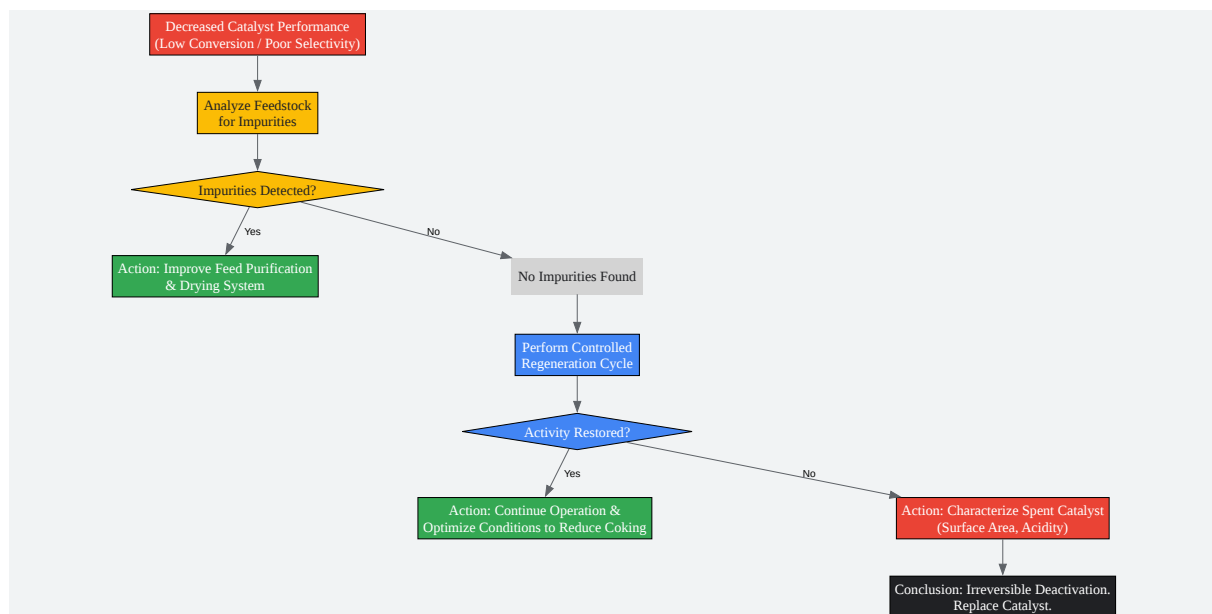 Decreased Catalyst Performance
(Low Conversion / Poor Selectivity)
Analyze Feedstock
for Impurities
Impurities Detected?
Yes
No
Action: Improve Feed Purification
& Drying System
No Impurities Found
Perform Controlled
Regeneration Cycle
Activity Restored?
Yes
No
Action: Continue Operation &
Optimize Conditions to Reduce Coking
Action: Characterize Spent Catalyst
(Surface Area, Acidity)
Conclusion: Irreversible Deactivation.
Replace Catalyst.